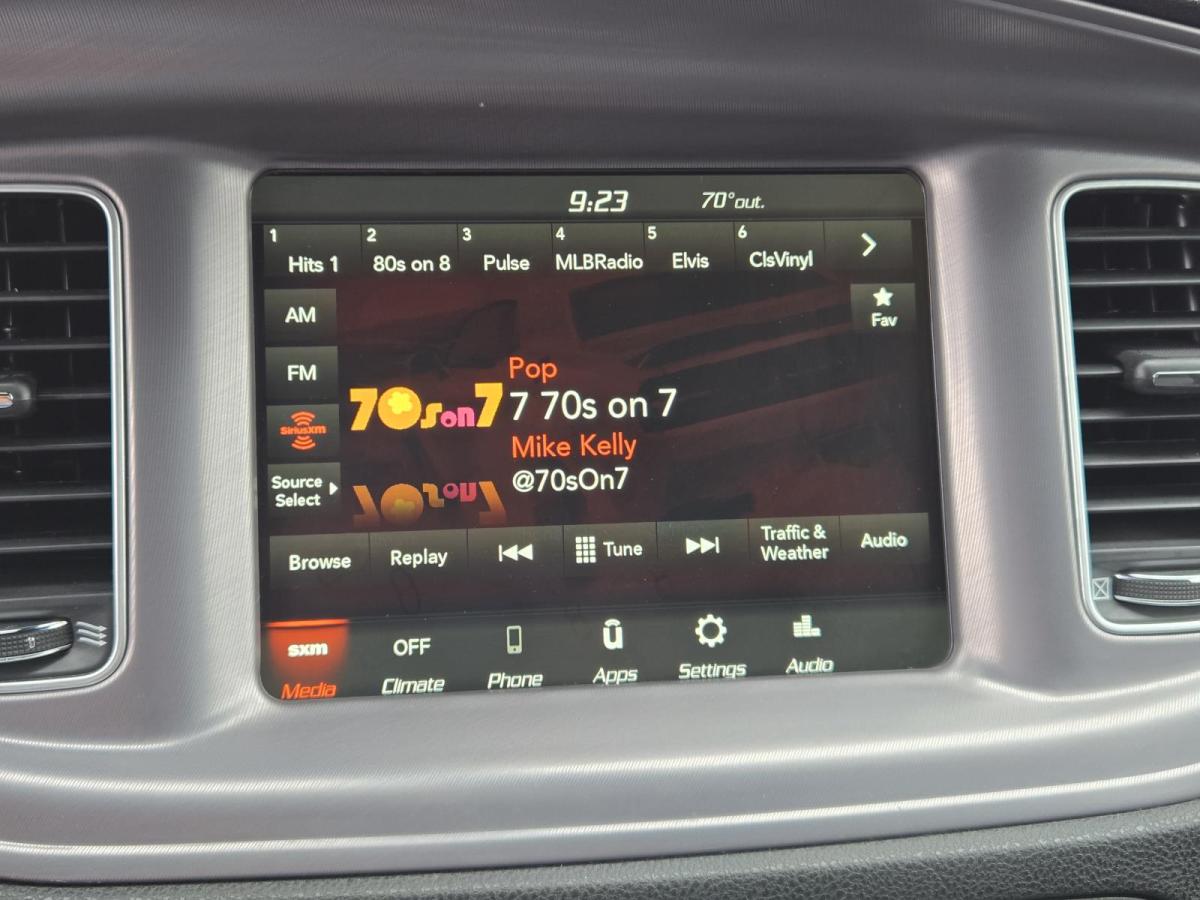 9:23 70°out.
1 2 3 4 5 6
Hits 1 80s on 8 Pulse MLBRadio Elvis ClsVinyl
AM
Fav
FM
Pop
70s on 7 7 70s on 7
SiriusXM
Mike Kelly
@70sOn7
Source
Select
Browse Replay Tune Traffic &
Weather Audio
sxm OFF û
Media Climate Phone Apps Settings Audio